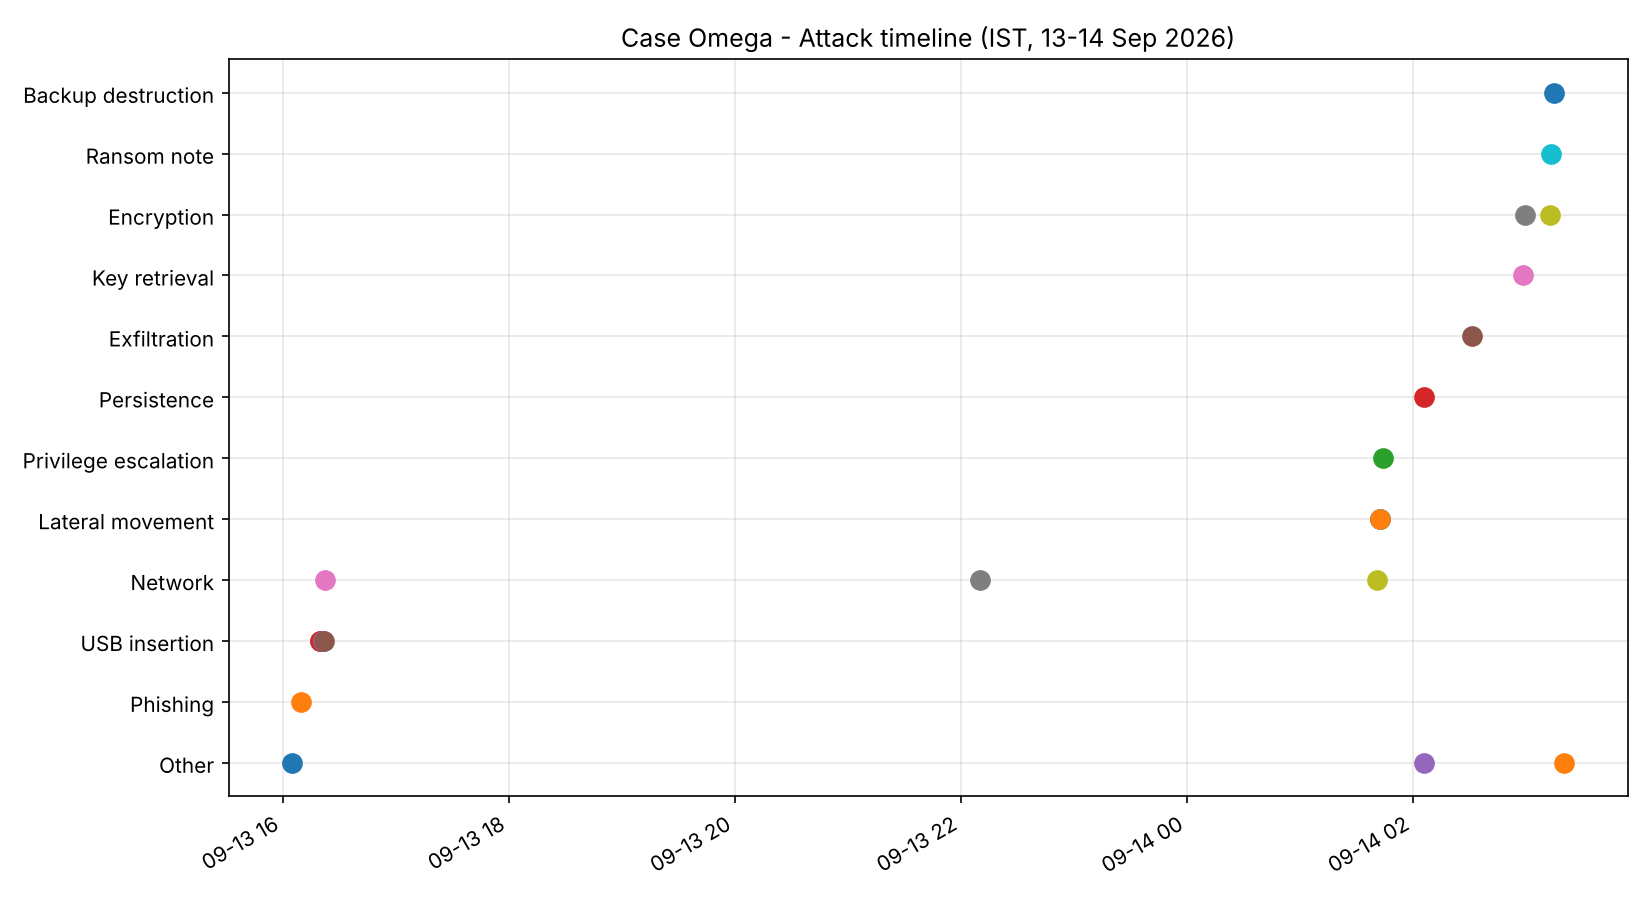 Case Omega - Attack timeline (IST, 13-14 Sep 2026)
Backup destruction
Ransom note
Encryption
Key retrieval
Exfiltration
Persistence
Privilege escalation
Lateral movement
Network
USB insertion
Phishing
Other
09-13 16
09-13 18
09-13 20
09-13 22
09-14 00
09-14 02